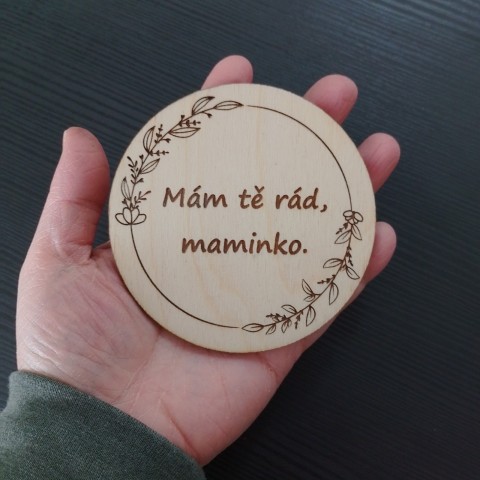 Mám tě rád,
maminko.